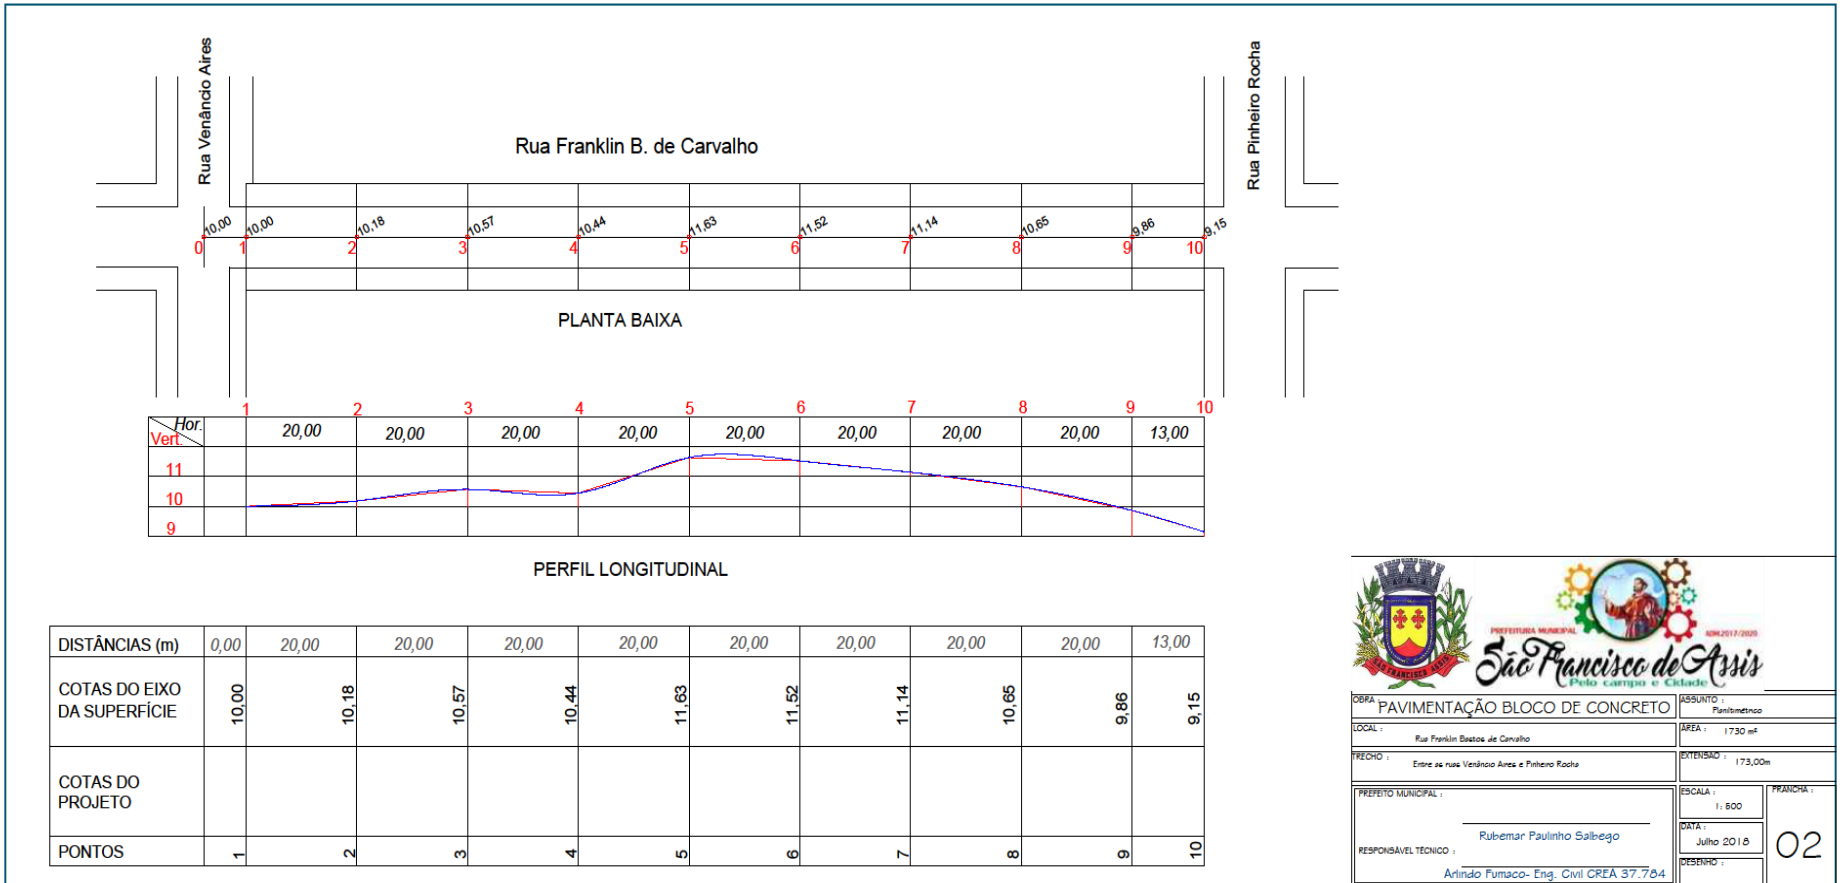 Rua Venâncio Aires
Rua Franklin B. de Carvalho
Rua Pinheiro Rocha
10,00 10,00 10,18 10,57 10,44 11,63 11,52 11,14 10,65 9,86 9,15
0 1 2 3 4 5 6 7 8 9 10
PLANTA BAIXA
1 2 3 4 5 6 7 8 9 10
Hor. 20,00 20,00 20,00 20,00 20,00 20,00 20,00 20,00 13,00
Vert.
11
10
9
PERFIL LONGITUDINAL
DISTÂNCIAS (m) 0,00 20,00 20,00 20,00 20,00 20,00 20,00 20,00 20,00 13,00
COTAS DO EIXO
DA SUPERFÍCIE 10,00 10,18 10,57 10,44 11,63 11,52 11,14 10,65 9,86 9,15
COTAS DO
PROJETO
PONTOS 1 2 3 4 5 6 7 8 9 10
SÃO FRANCISCO ASSIS
PREFEITURA MUNICIPAL
ADM.2017/2020
São Francisco de Assis
Pelo campo e Cidade
OBRA : PAVIMENTAÇÃO BLOCO DE CONCRETO
ASSUNTO :
Planltimétrico
LOCAL : Rua Franklin Bastos de Carvalho
ÁREA : 1730 m²
TRECHO : Entre as ruas Venâncio Aires e Pinheiro Rocha
EXTENSÃO : 173,00m
PREFEITO MUNICIPAL :
Rubemar Paulinho Salbego
RESPONSÁVEL TÉCNICO :
Arlindo Fumaco- Eng. Civil CREA 37.784
ESCALA :
1: 500
DATA :
Julho 2018
DESENHO :
PRANCHA :
02